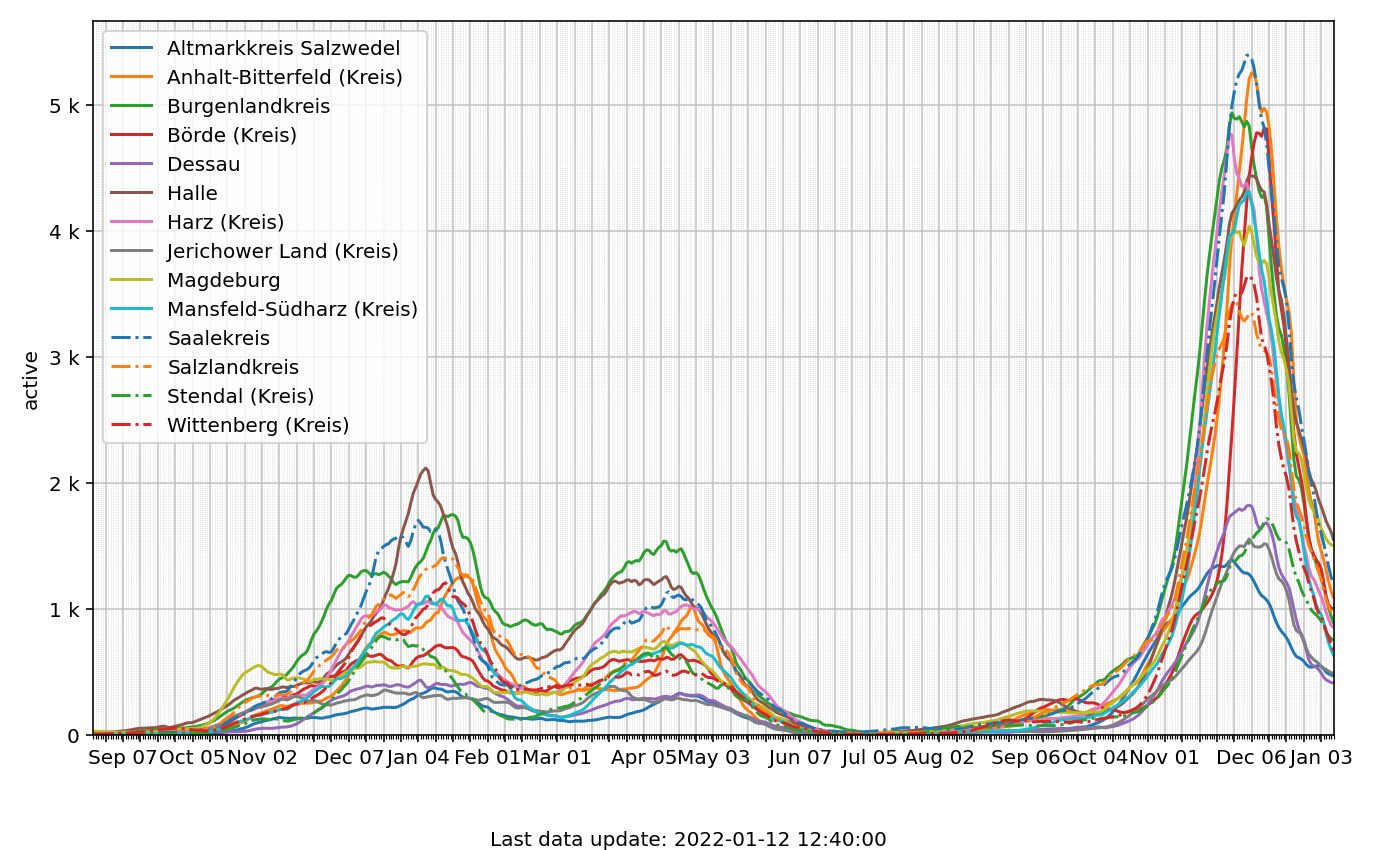 Altmarkkreis Salzwedel
Anhalt-Bitterfeld (Kreis)
Burgenlandkreis
Börde (Kreis)
Dessau
Halle
Harz (Kreis)
Jerichower Land (Kreis)
Magdeburg
Mansfeld-Südharz (Kreis)
Saalekreis
Salzlandkreis
Stendal (Kreis)
Wittenberg (Kreis)
5 k
4 k
3 k
2 k
1 k
0
active
Sep 07 Oct 05 Nov 02 Dec 07 Jan 04 Feb 01 Mar 01 Apr 05 May 03 Jun 07 Jul 05 Aug 02 Sep 06 Oct 04 Nov 01 Dec 06 Jan 03
Last data update: 2022-01-12 12:40:00